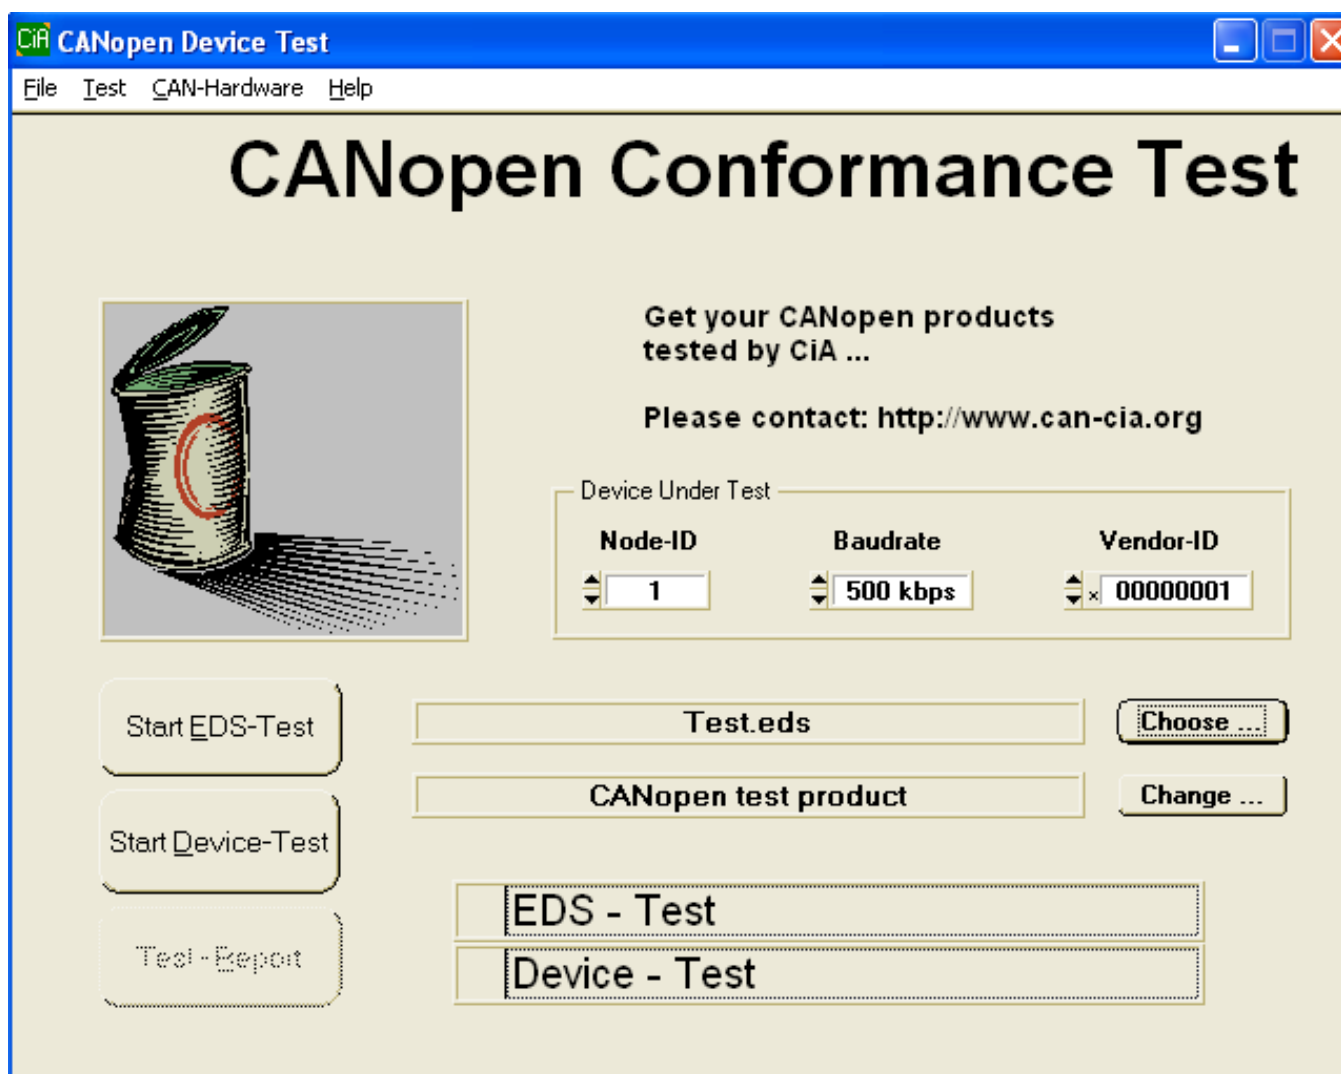 CiA CANopen Device Test
File Test CAN-Hardware Help
CANopen Conformance Test
Get your CANopen products
tested by CiA ...
Please contact: http://www.can-cia.org
Device Under Test
Node-ID Baudrate Vendor-ID
1 500 kbps x 00000001
Start EDS-Test
Test.eds
Choose ...
CANopen test product
Change ...
Start Device-Test
EDS - Test
Test-Report
Device - Test